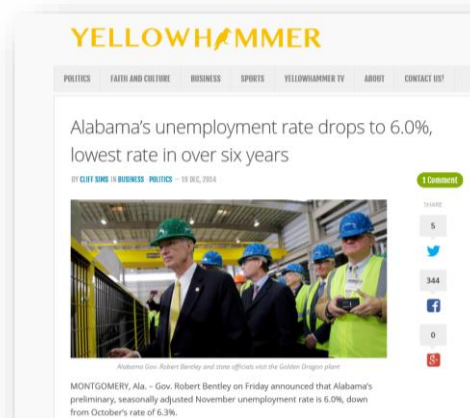 YELLOWHAMMER
POLITICS FAITH AND CULTURE BUSINESS SPORTS YELLOWHAMMER TV ABOUT CONTACT US!
Alabama's unemployment rate drops to 6.0%,
lowest rate in over six years
BY CLIFF SIMS IN BUSINESS POLITICS — 19 DEC, 2014
1 Comment
SHARE
5
344
0
Alabama Gov. Robert Bentley and state officials visit the Golden Dragon plant
MONTGOMERY, Ala. – Gov. Robert Bentley on Friday announced that Alabama's
preliminary, seasonally adjusted November unemployment rate is 6.0%, down
from October's rate of 6.3%.